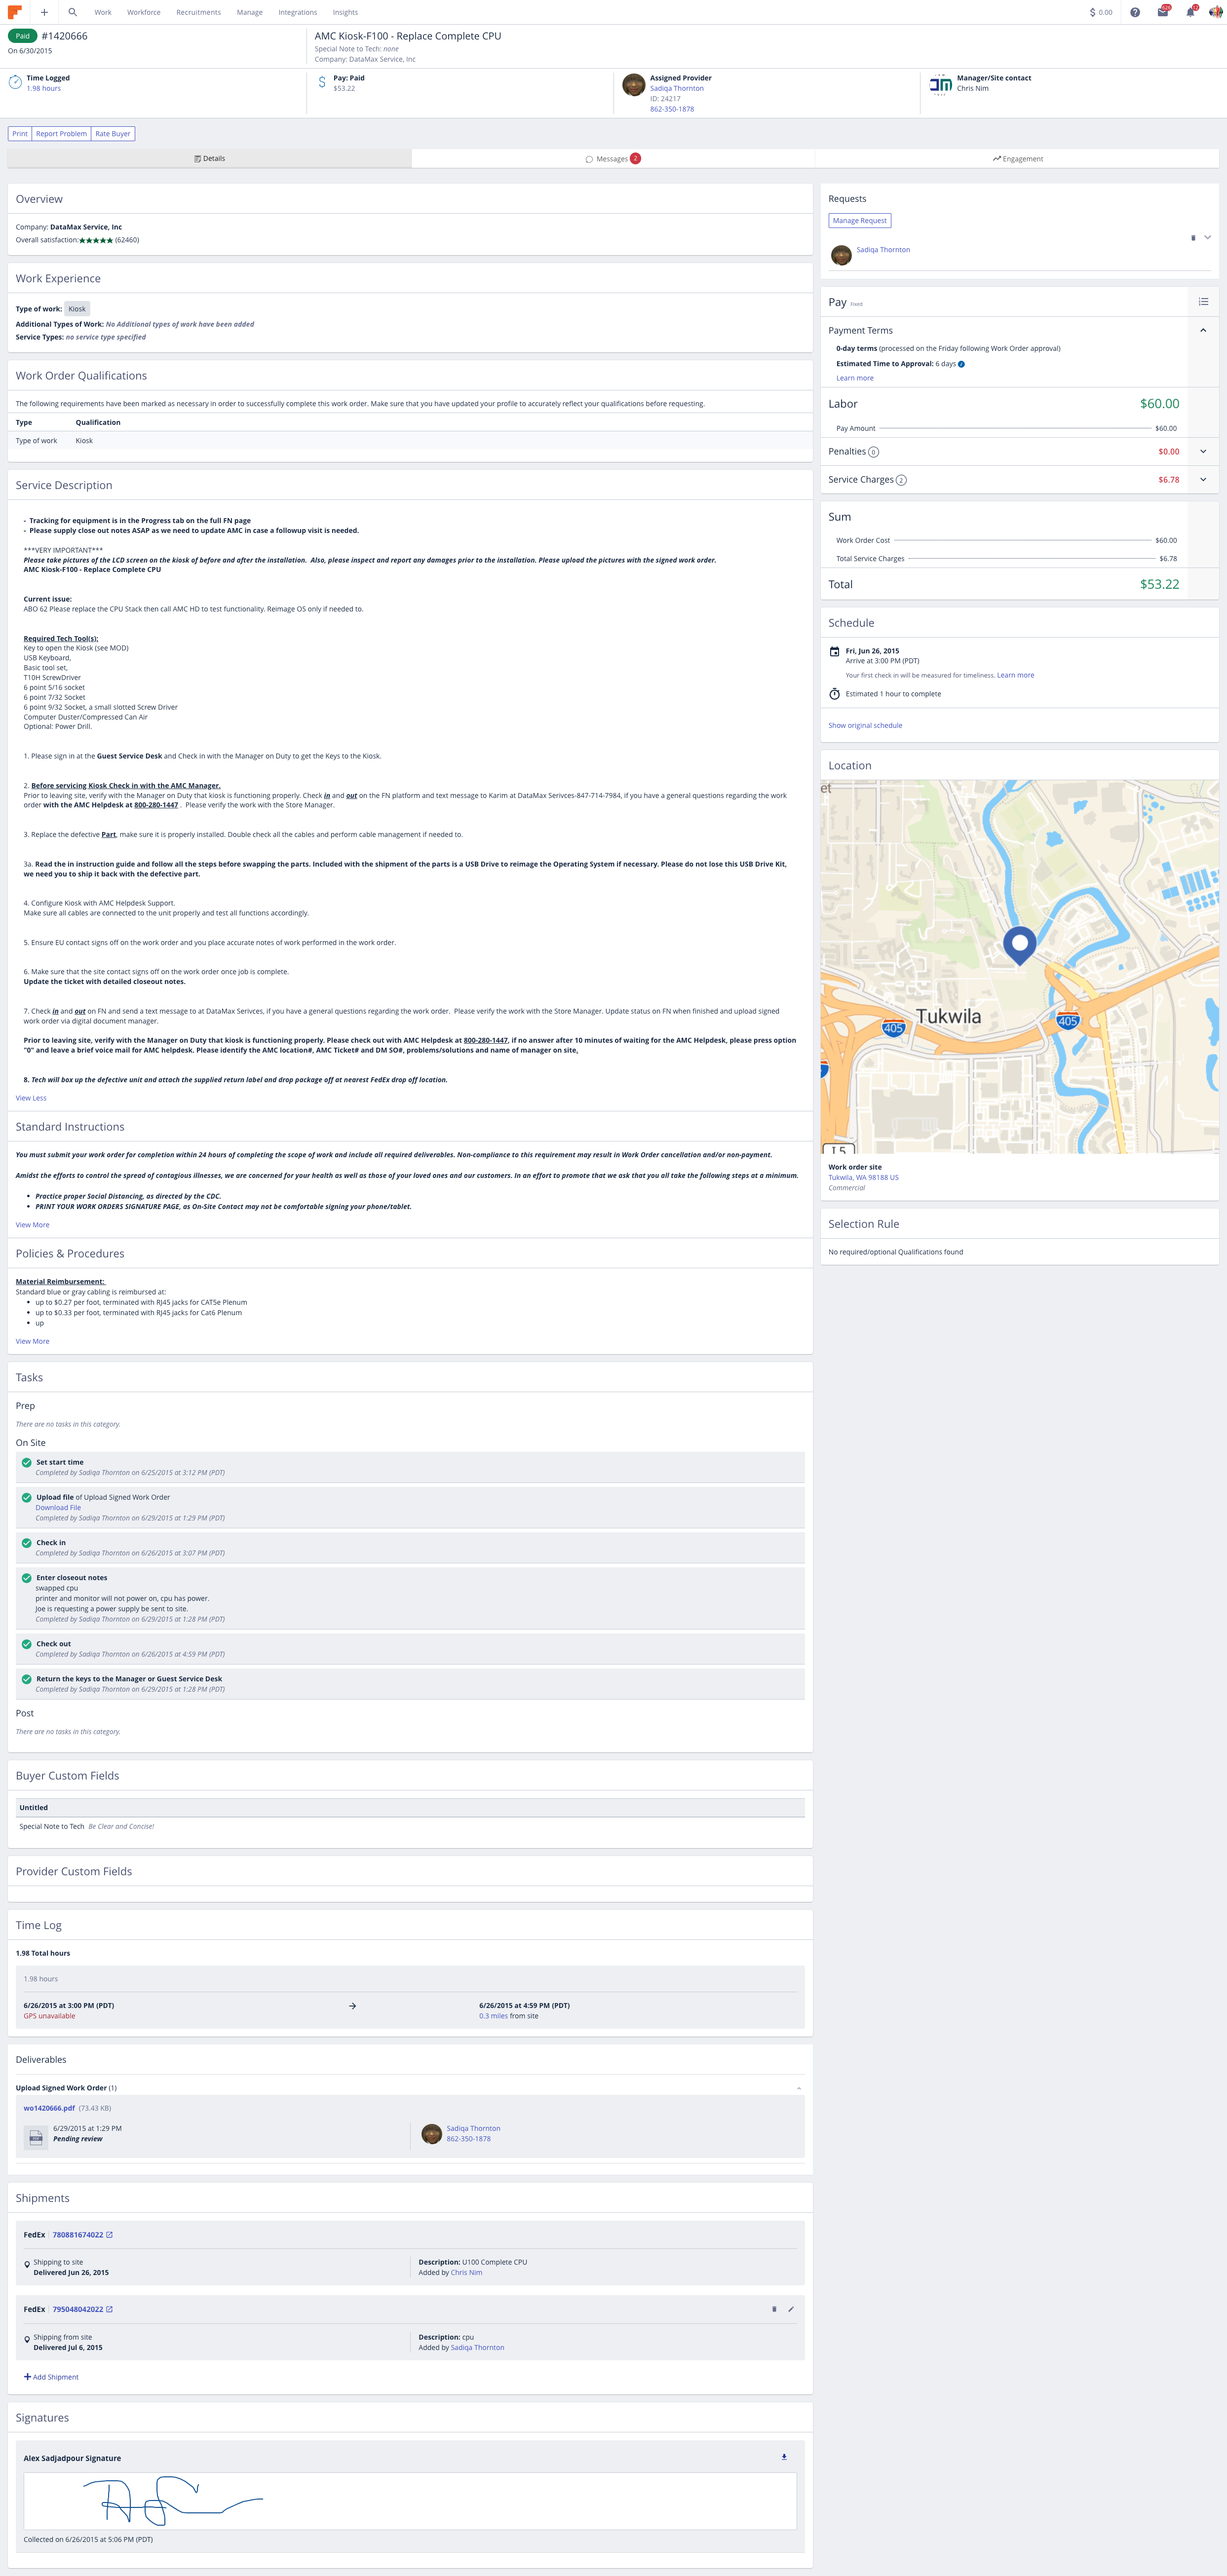 Work
Workforce
Recruitments
Manage
Integrations
Insights
$ 0.00
Paid
#1420666
On 6/30/2015
AMC Kiosk-F100 - Replace Complete CPU
Special Note to Tech: none
Company: DataMax Service, Inc
Time Logged
1.98 hours
Pay: Paid
$53.22
Assigned Provider
Sadiqa Thornton
ID: 24217
862-350-1878
Manager/Site contact
Chris Nim
Print
Report Problem
Rate Buyer
Details
Messages 2
Engagement
Overview
Company: DataMax Service, Inc
Overall satisfaction:★★★★★ (62460)
Work Experience
Type of work: Kiosk
Additional Types of Work: No Additional types of work have been added
Service Types: no service type specified
Work Order Qualifications
The following requirements have been marked as necessary in order to successfully complete this work order. Make sure that you have updated your profile to accurately reflect your qualifications before requesting.
Type Qualification
Type of work Kiosk
Service Description
- Tracking for equipment is in the Progress tab on the full FN page
- Please supply close out notes ASAP as we need to update AMC in case a followup visit is needed.
***VERY IMPORTANT***
Please take pictures of the LCD screen on the kiosk of before and after the installation. Also, please inspect and report any damages prior to the installation. Please upload the pictures with the signed work order.
AMC Kiosk-F100 - Replace Complete CPU
Current issue:
ABO 62 Please replace the CPU Stack then call AMC HD to test functionality. Reimage OS only if needed to.
Required Tech Tool(s):
Key to open the Kiosk (see MOD)
USB Keyboard,
Basic tool set,
T10H ScrewDriver
6 point 5/16 socket
6 point 7/32 Socket
6 point 9/32 Socket, a small slotted Screw Driver
Computer Duster/Compressed Can Air
Optional: Power Drill.
1. Please sign in at the Guest Service Desk and Check in with the Manager on Duty to get the Keys to the Kiosk.
2. Before servicing Kiosk Check in with the AMC Manager.
Prior to leaving site, verify with the Manager on Duty that kiosk is functioning properly. Check in and out on the FN platform and text message to Karim at DataMax Serivces-847-714-7984, if you have a general questions regarding the work
order with the AMC Helpdesk at 800-280-1447 . Please verify the work with the Store Manager.
3. Replace the defective Part, make sure it is properly installed. Double check all the cables and perform cable management if needed to.
3a. Read the in instruction guide and follow all the steps before swapping the parts. Included with the shipment of the parts is a USB Drive to reimage the Operating System if necessary. Please do not lose this USB Drive Kit,
we need you to ship it back with the defective part.
4. Configure Kiosk with AMC Helpdesk Support.
Make sure all cables are connected to the unit properly and test all functions accordingly.
5. Ensure EU contact signs off on the work order and you place accurate notes of work performed in the work order.
6. Make sure that the site contact signs off on the work order once job is complete.
Update the ticket with detailed closeout notes.
7. Check in and out on FN and send a text message to at DataMax Serivces, if you have a general questions regarding the work order. Please verify the work with the Store Manager. Update status on FN when finished and upload signed
work order via digital document manager.
Prior to leaving site, verify with the Manager on Duty that kiosk is functioning properly. Please check out with AMC Helpdesk at 800-280-1447, if no answer after 10 minutes of waiting for the AMC Helpdesk, please press option
"0" and leave a brief voice mail for AMC helpdesk. Please identify the AMC location#, AMC Ticket# and DM SO#, problems/solutions and name of manager on site.
8. Tech will box up the defective unit and attach the supplied return label and drop package off at nearest FedEx drop off location.
View Less
Standard Instructions
You must submit your work order for completion within 24 hours of completing the scope of work and include all required deliverables. Non-compliance to this requirement may result in Work Order cancellation and/or non-payment.
Amidst the efforts to control the spread of contagious illnesses, we are concerned for your health as well as those of your loved ones and our customers. In an effort to promote that we ask that you all take the following steps at a minimum.
• Practice proper Social Distancing, as directed by the CDC.
• PRINT YOUR WORK ORDERS SIGNATURE PAGE, as On-Site Contact may not be comfortable signing your phone/tablet.
View More
Policies & Procedures
Material Reimbursement:
Standard blue or gray cabling is reimbursed at:
• up to $0.27 per foot, terminated with RJ45 jacks for CAT5e Plenum
• up to $0.33 per foot, terminated with RJ45 jacks for Cat6 Plenum
• up
View More
Tasks
Prep
There are no tasks in this category.
On Site
Set start time
Completed by Sadiqa Thornton on 6/25/2015 at 3:12 PM (PDT)
Upload file of Upload Signed Work Order
Download File
Completed by Sadiqa Thornton on 6/29/2015 at 1:29 PM (PDT)
Check in
Completed by Sadiqa Thornton on 6/26/2015 at 3:07 PM (PDT)
Enter closeout notes
swapped cpu
printer and monitor will not power on, cpu has power.
Joe is requesting a power supply be sent to site.
Completed by Sadiqa Thornton on 6/29/2015 at 1:28 PM (PDT)
Check out
Completed by Sadiqa Thornton on 6/26/2015 at 4:59 PM (PDT)
Return the keys to the Manager or Guest Service Desk
Completed by Sadiqa Thornton on 6/29/2015 at 1:28 PM (PDT)
Post
There are no tasks in this category.
Buyer Custom Fields
Untitled
Special Note to Tech Be Clear and Concise!
Provider Custom Fields
Time Log
1.98 Total hours
1.98 hours
6/26/2015 at 3:00 PM (PDT)
GPS unavailable
6/26/2015 at 4:59 PM (PDT)
0.3 miles from site
Deliverables
Upload Signed Work Order (1)
wo1420666.pdf (73.43 KB)
6/29/2015 at 1:29 PM
Pending review
Sadiqa Thornton
862-350-1878
Shipments
FedEx 780881674022
Shipping to site
Delivered Jun 26, 2015
Description: U100 Complete CPU
Added by Chris Nim
FedEx 795048042022
Shipping from site
Delivered Jul 6, 2015
Description: cpu
Added by Sadiqa Thornton
Add Shipment
Signatures
Alex Sadjadpour Signature
Collected on 6/26/2015 at 5:06 PM (PDT)
Requests
Manage Request
Sadiqa Thornton
Pay Fixed
Payment Terms
0-day terms (processed on the Friday following Work Order approval)
Estimated Time to Approval: 6 days
Learn more
Labor $60.00
Pay Amount $60.00
Penalties 0 $0.00
Service Charges 2 $6.78
Sum
Work Order Cost $60.00
Total Service Charges $6.78
Total $53.22
Schedule
Fri, Jun 26, 2015
Arrive at 3:00 PM (PDT)
Your first check in will be measured for timeliness. Learn more
Estimated 1 hour to complete
Show original schedule
Location
et
Tukwila
405
405
I 5
Work order site
Tukwila, WA 98188 US
Commercial
Selection Rule
No required/optional Qualifications found